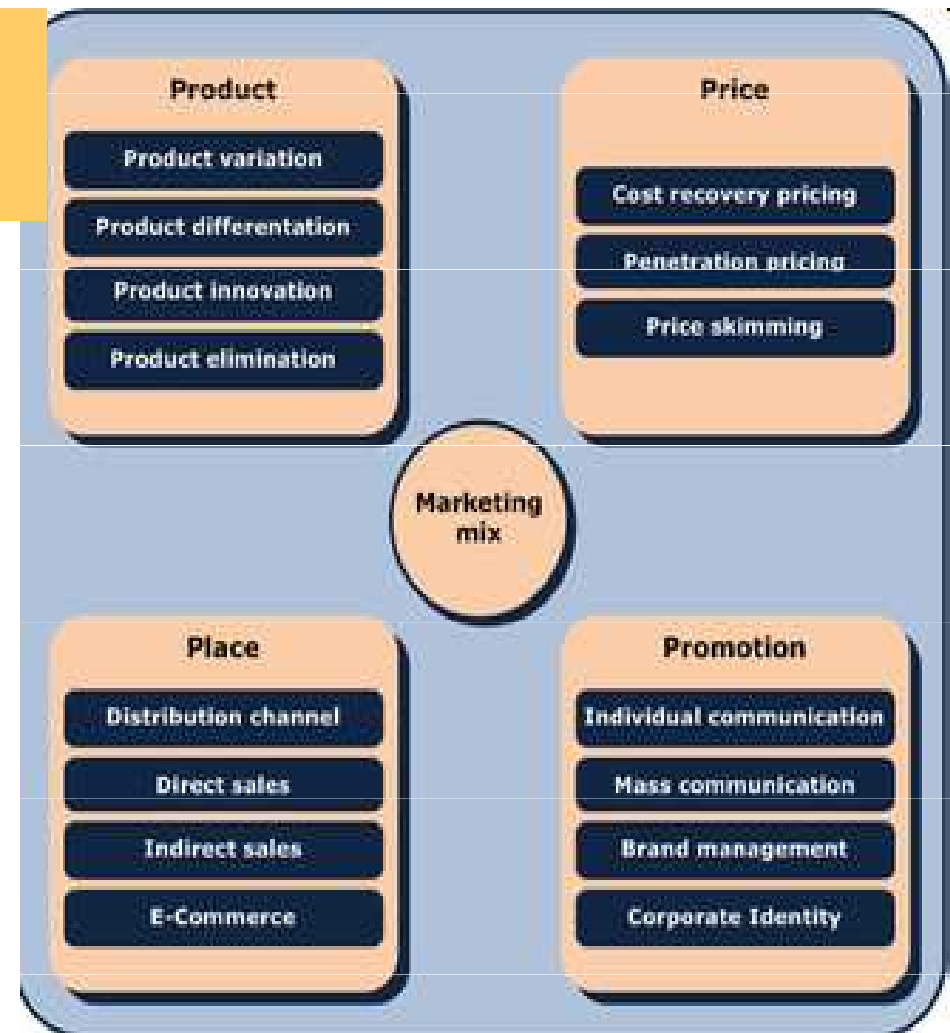 Product
Product variation
Product differentation
Product innovation
Product elimination
Price
Cost recovery pricing
Penetration pricing
Price skimming
Marketing
mix
Place
Distribution channel
Direct sales
Indirect sales
E-Commerce
Promotion
Individual communication
Mass communication
Brand management
Corporate Identity